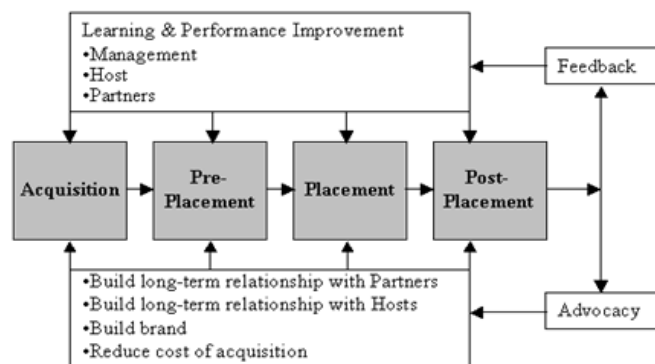 Learning & Performance Improvement
•Management
•Host
•Partners
Feedback
Acquisition
Pre-
Placement
Placement
Post-
Placement
•Build long-term relationship with Partners
•Build long-term relationship with Hosts
•Build brand
•Reduce cost of acquisition
Advocacy